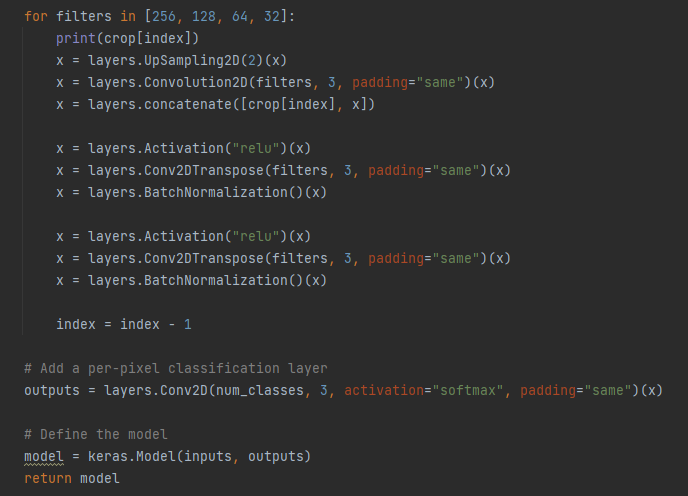 for filters in [256, 128, 64, 32]:
    print(crop[index])
    x = layers.UpSampling2D(2)(x)
    x = layers.Convolution2D(filters, 3, padding="same")(x)
    x = layers.concatenate([crop[index], x])

    x = layers.Activation("relu")(x)
    x = layers.Conv2DTranspose(filters, 3, padding="same")(x)
    x = layers.BatchNormalization()(x)

    x = layers.Activation("relu")(x)
    x = layers.Conv2DTranspose(filters, 3, padding="same")(x)
    x = layers.BatchNormalization()(x)

    index = index - 1

# Add a per-pixel classification layer
outputs = layers.Conv2D(num_classes, 3, activation="softmax", padding="same")(x)

# Define the model
model = keras.Model(inputs, outputs)
return model